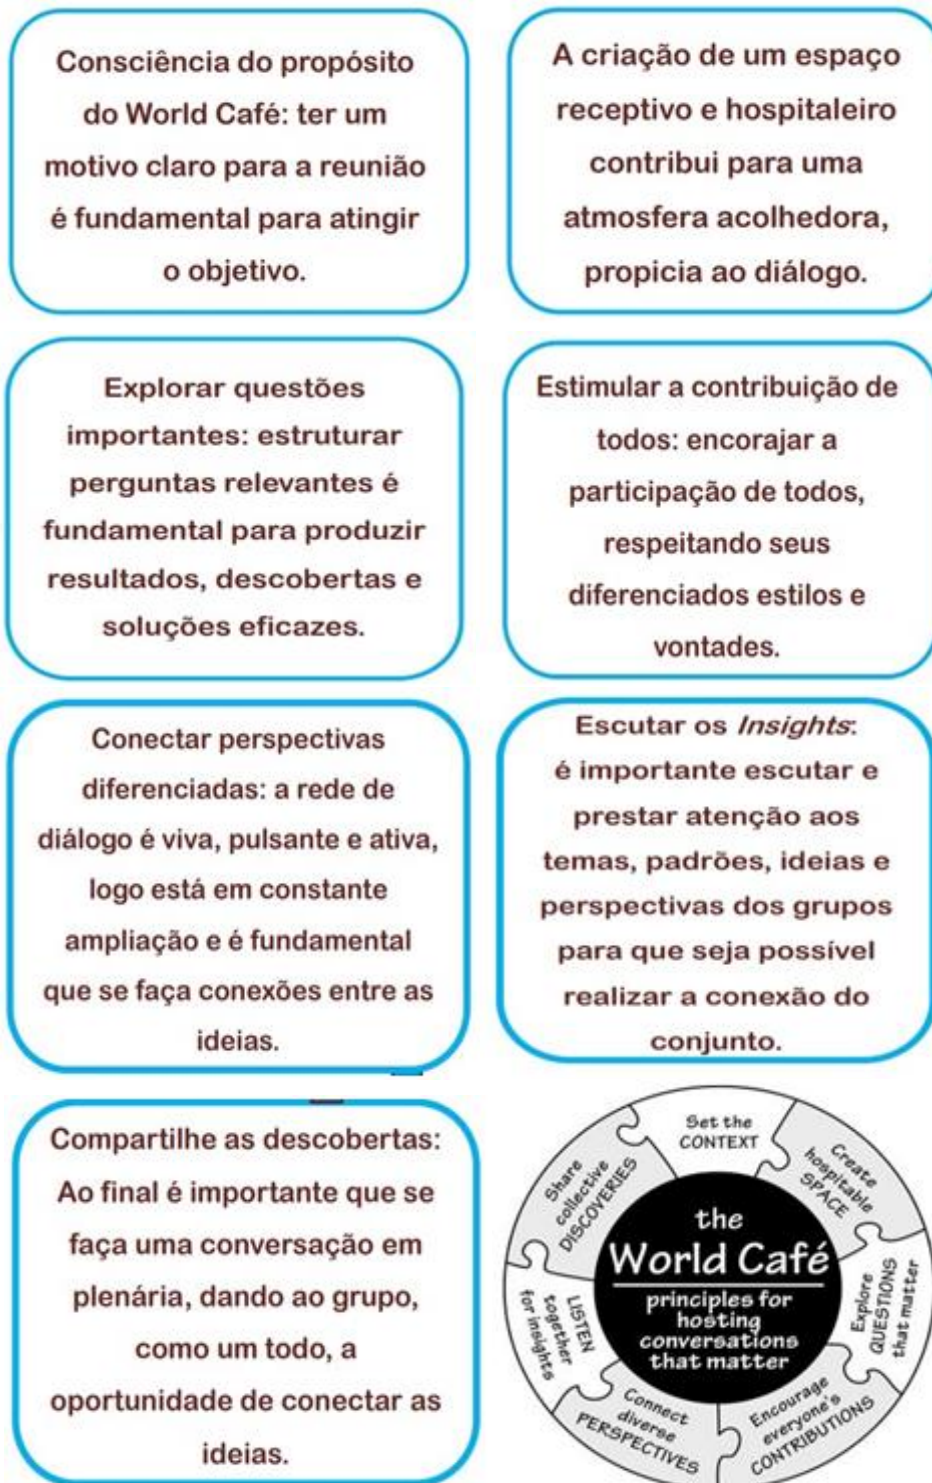 Consciência do propósito
do World Café: ter um
motivo claro para a reunião
é fundamental para atingir
o objetivo.
A criação de um espaço
receptivo e hospitaleiro
contribui para uma
atmosfera acolhedora,
propicia ao diálogo.
Explorar questões
importantes: estruturar
perguntas relevantes é
fundamental para produzir
resultados, descobertas e
soluções eficazes.
Estimular a contribuição de
todos: encorajar a
participação de todos,
respeitando seus
diferenciados estilos e
vontades.
Conectar perspectivas
diferenciadas: a rede de
diálogo é viva, pulsante e ativa,
logo está em constante
ampliação e é fundamental
que se faça conexões entre as
ideias.
Escutar os Insights:
é importante escutar e
prestar atenção aos
temas, padrões, ideias e
perspectivas dos grupos
para que seja possível
realizar a conexão do
conjunto.
Compartilhe as descobertas:
Ao final é importante que se
faça uma conversação em
plenária, dando ao grupo,
como um todo, a
oportunidade de conectar as
ideias.
the
World Café
principles for
hosting
conversations
that matter
Set the
CONTEXT
Create
hospitable
SPACE
Explore
QUESTIONS
that matter
Encourage
everyone's
CONTRIBUTIONS
Connect
diverse
PERSPECTIVES
LISTEN
together
for insights
Share
collective
DISCOVERIES